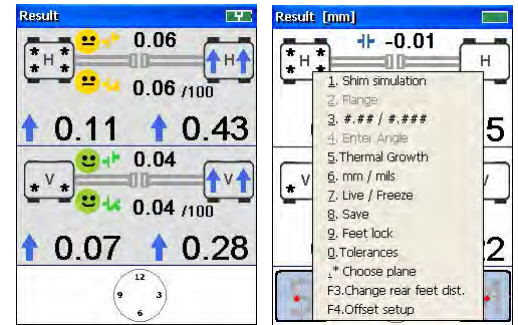 Result
0.06
H
H
0.06 /100
0.11 0.43
0.04
V
V
0.04 /100
0.07 0.28
12
9 3
6
Result [mm]
-0.01
H
H
5
1. Shim simulation
2. Flange
3. #.## / #.###
4. Enter Angle
5.Thermal Growth
6. mm / mils
7. Live / Freeze
8. Save
9. Feet lock
0.Tolerances
.* Choose plane
F3.Change rear feet dist.
F4.Offset setup
V
2